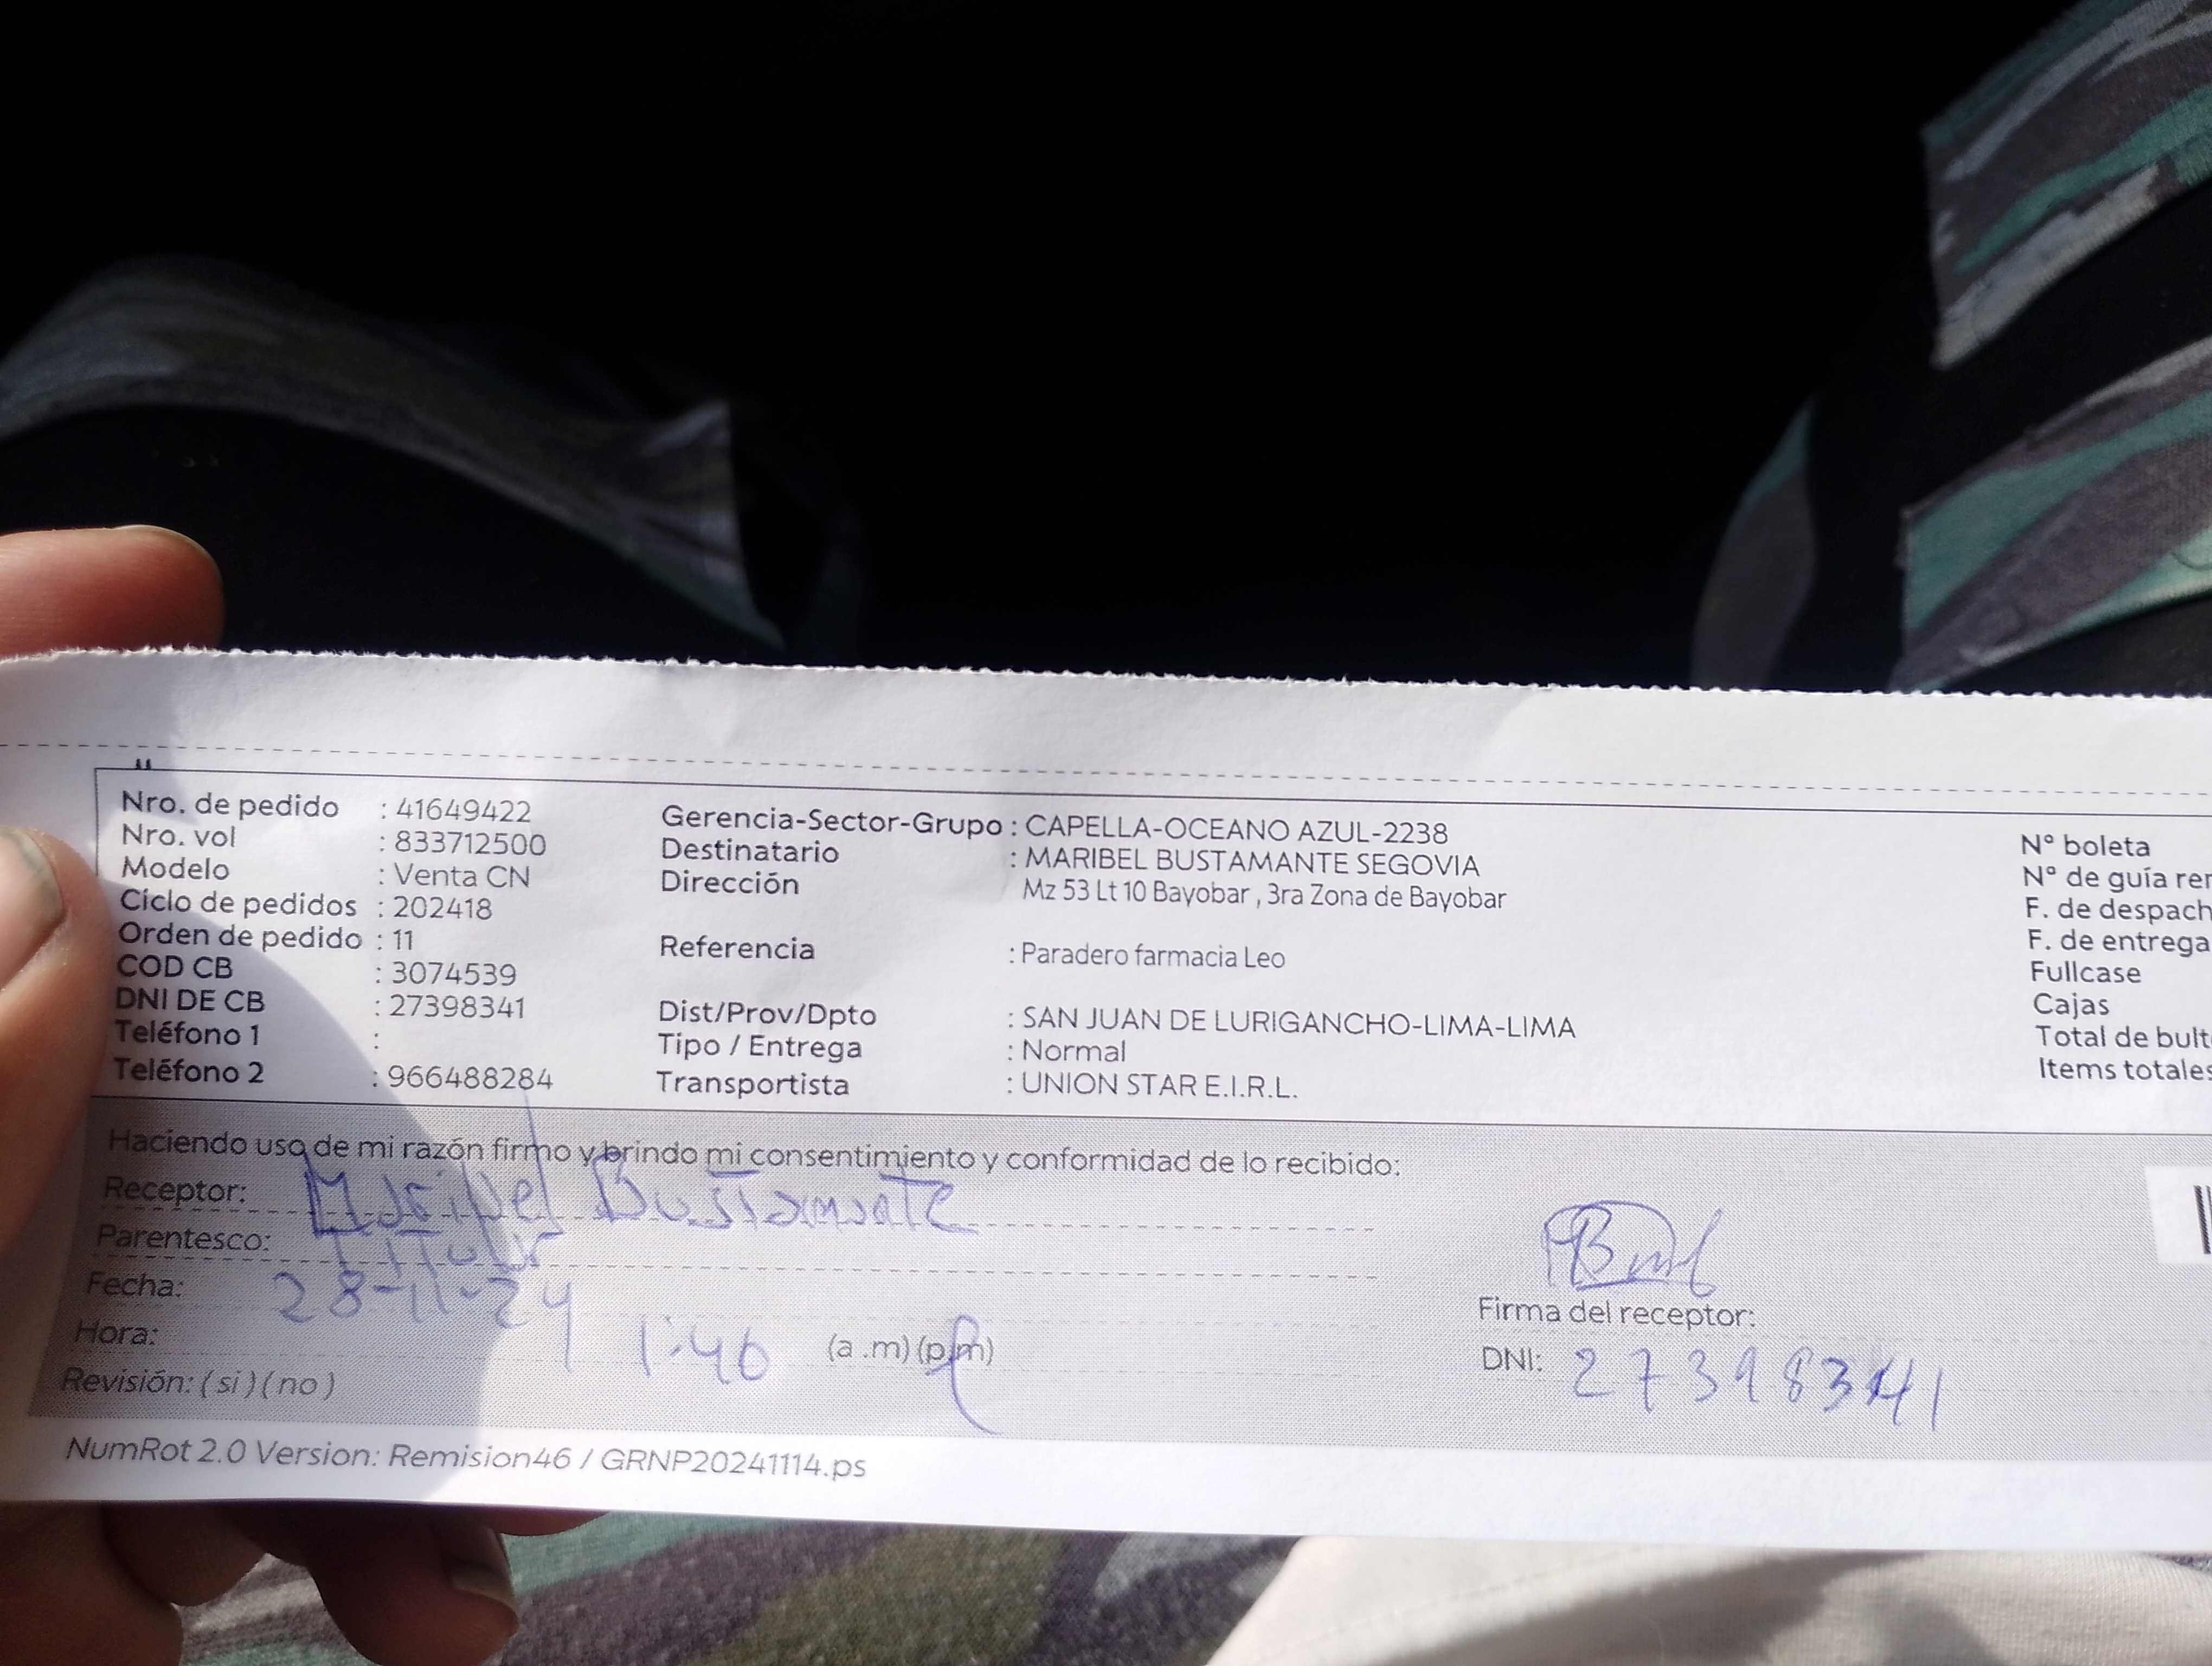 Nro. de pedido : 41649422
Nro. vol : 833712500
Modelo : Venta CN
Ciclo de pedidos : 202418
Orden de pedido : 11
COD CB : 3074539
DNI DE CB : 27398341
Teléfono 1 :
Teléfono 2 : 966488284
Gerencia-Sector-Grupo : CAPELLA-OCEANO AZUL-2238
Destinatario : MARIBEL BUSTAMANTE SEGOVIA
Dirección Mz 53 Lt 10 Bayobar , 3ra Zona de Bayobar
Referencia : Paradero farmacia Leo
Dist/Prov/Dpto : SAN JUAN DE LURIGANCHO-LIMA-LIMA
Tipo / Entrega : Normal
Transportista : UNION STAR E.I.R.L.
N° boleta
N° de guía rem
F. de despach
F. de entrega
Fullcase
Cajas
Total de bult
Items totales
Haciendo uso de mi razón firmo y brindo mi consentimiento y conformidad de lo recibido:
Receptor: Maribel Bustamante
Parentesco: Titular
Fecha: 28-11-24
Hora: 1:40 (a .m) (p.m)
Revisión: ( si ) ( no )
Firma del receptor:
DNI: 27398341
NumRot 2.0 Version: Remision46 / GRNP20241114.ps